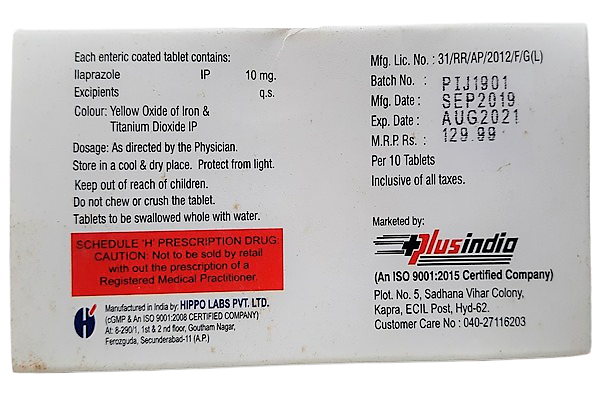 Each enteric coated tablet contains:
Ilaprazole IP 10 mg.
Excipients q.s.
Colour: Yellow Oxide of Iron &
Titanium Dioxide IP
Dosage: As directed by the Physician.
Store in a cool & dry place. Protect from light.
Keep out of reach of children.
Do not chew or crush the tablet.
Tablets to be swallowed whole with water.
SCHEDULE 'H' PRESCRIPTION DRUG
CAUTION: Not to be sold by retail
with out the prescription of a
Registered Medical Practitioner.
Manufactured in India by: HIPPO LABS PVT. LTD.
(cGMP & An ISO 9001:2008 CERTIFIED COMPANY)
At: 8-290/1, 1st & 2 nd floor, Goutham Nagar,
Ferozguda, Secunderabad-11 (A.P.)
Mfg. Lic. No. : 31/RR/AP/2012/F/G(L)
Batch No. : PIJ1901
Mfg. Date : SEP2019
Exp. Date : AUG2021
M.R.P. Rs. : 129.99
Per 10 Tablets
Inclusive of all taxes.
Marketed by:
plusindia
(An ISO 9001:2015 Certified Company)
Plot. No. 5, Sadhana Vihar Colony,
Kapra, ECIL Post, Hyd-62.
Customer Care No : 040-27116203